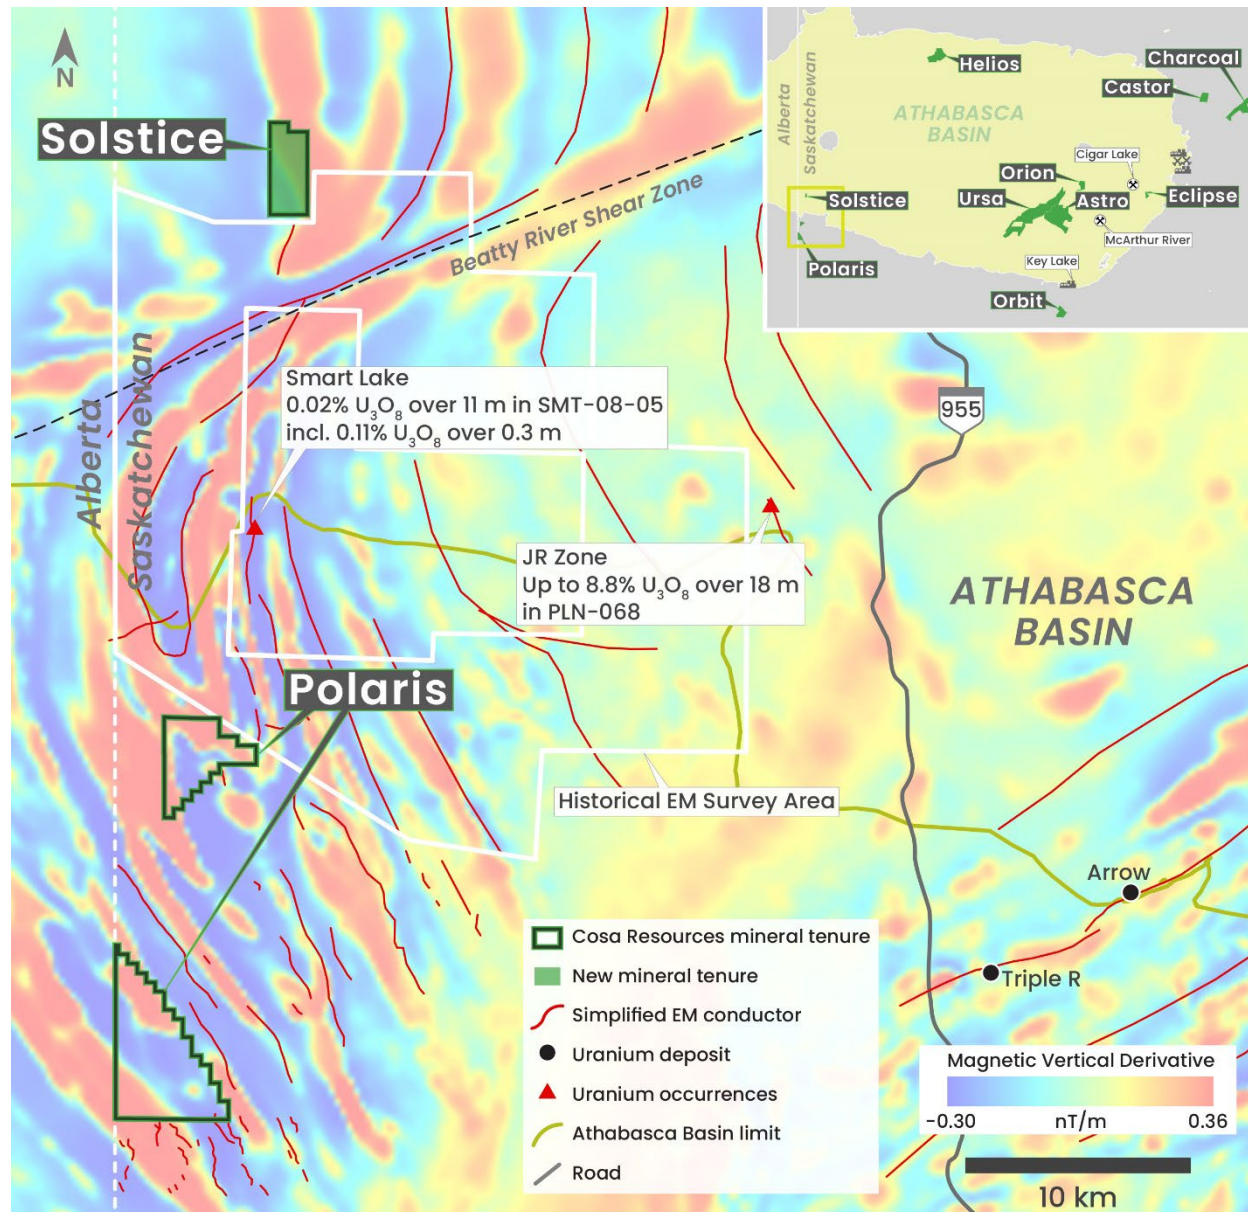 N
Solstice
Alberta
Saskatchewan
Beatty River Shear Zone
Smart Lake
0.02% U₃O₈ over 11 m in SMT-08-05
incl. 0.11% U₃O₈ over 0.3 m
JR Zone
Up to 8.8% U₃O₈ over 18 m
in PLN-068
Polaris
Historical EM Survey Area
955
ATHABASCA
BASIN
Arrow
Triple R
Alberta
Saskatchewan
Helios
ATHABASCA
BASIN
Charcoal
Castor
Cigar Lake
Orion
Solstice
Ursa
Astro
Eclipse
McArthur River
Polaris
Key Lake
Orbit
Cosa Resources mineral tenure
New mineral tenure
Simplified EM conductor
Uranium deposit
Uranium occurrences
Athabasca Basin limit
Road
Magnetic Vertical Derivative
−0.30 nT/m 0.36
10 km